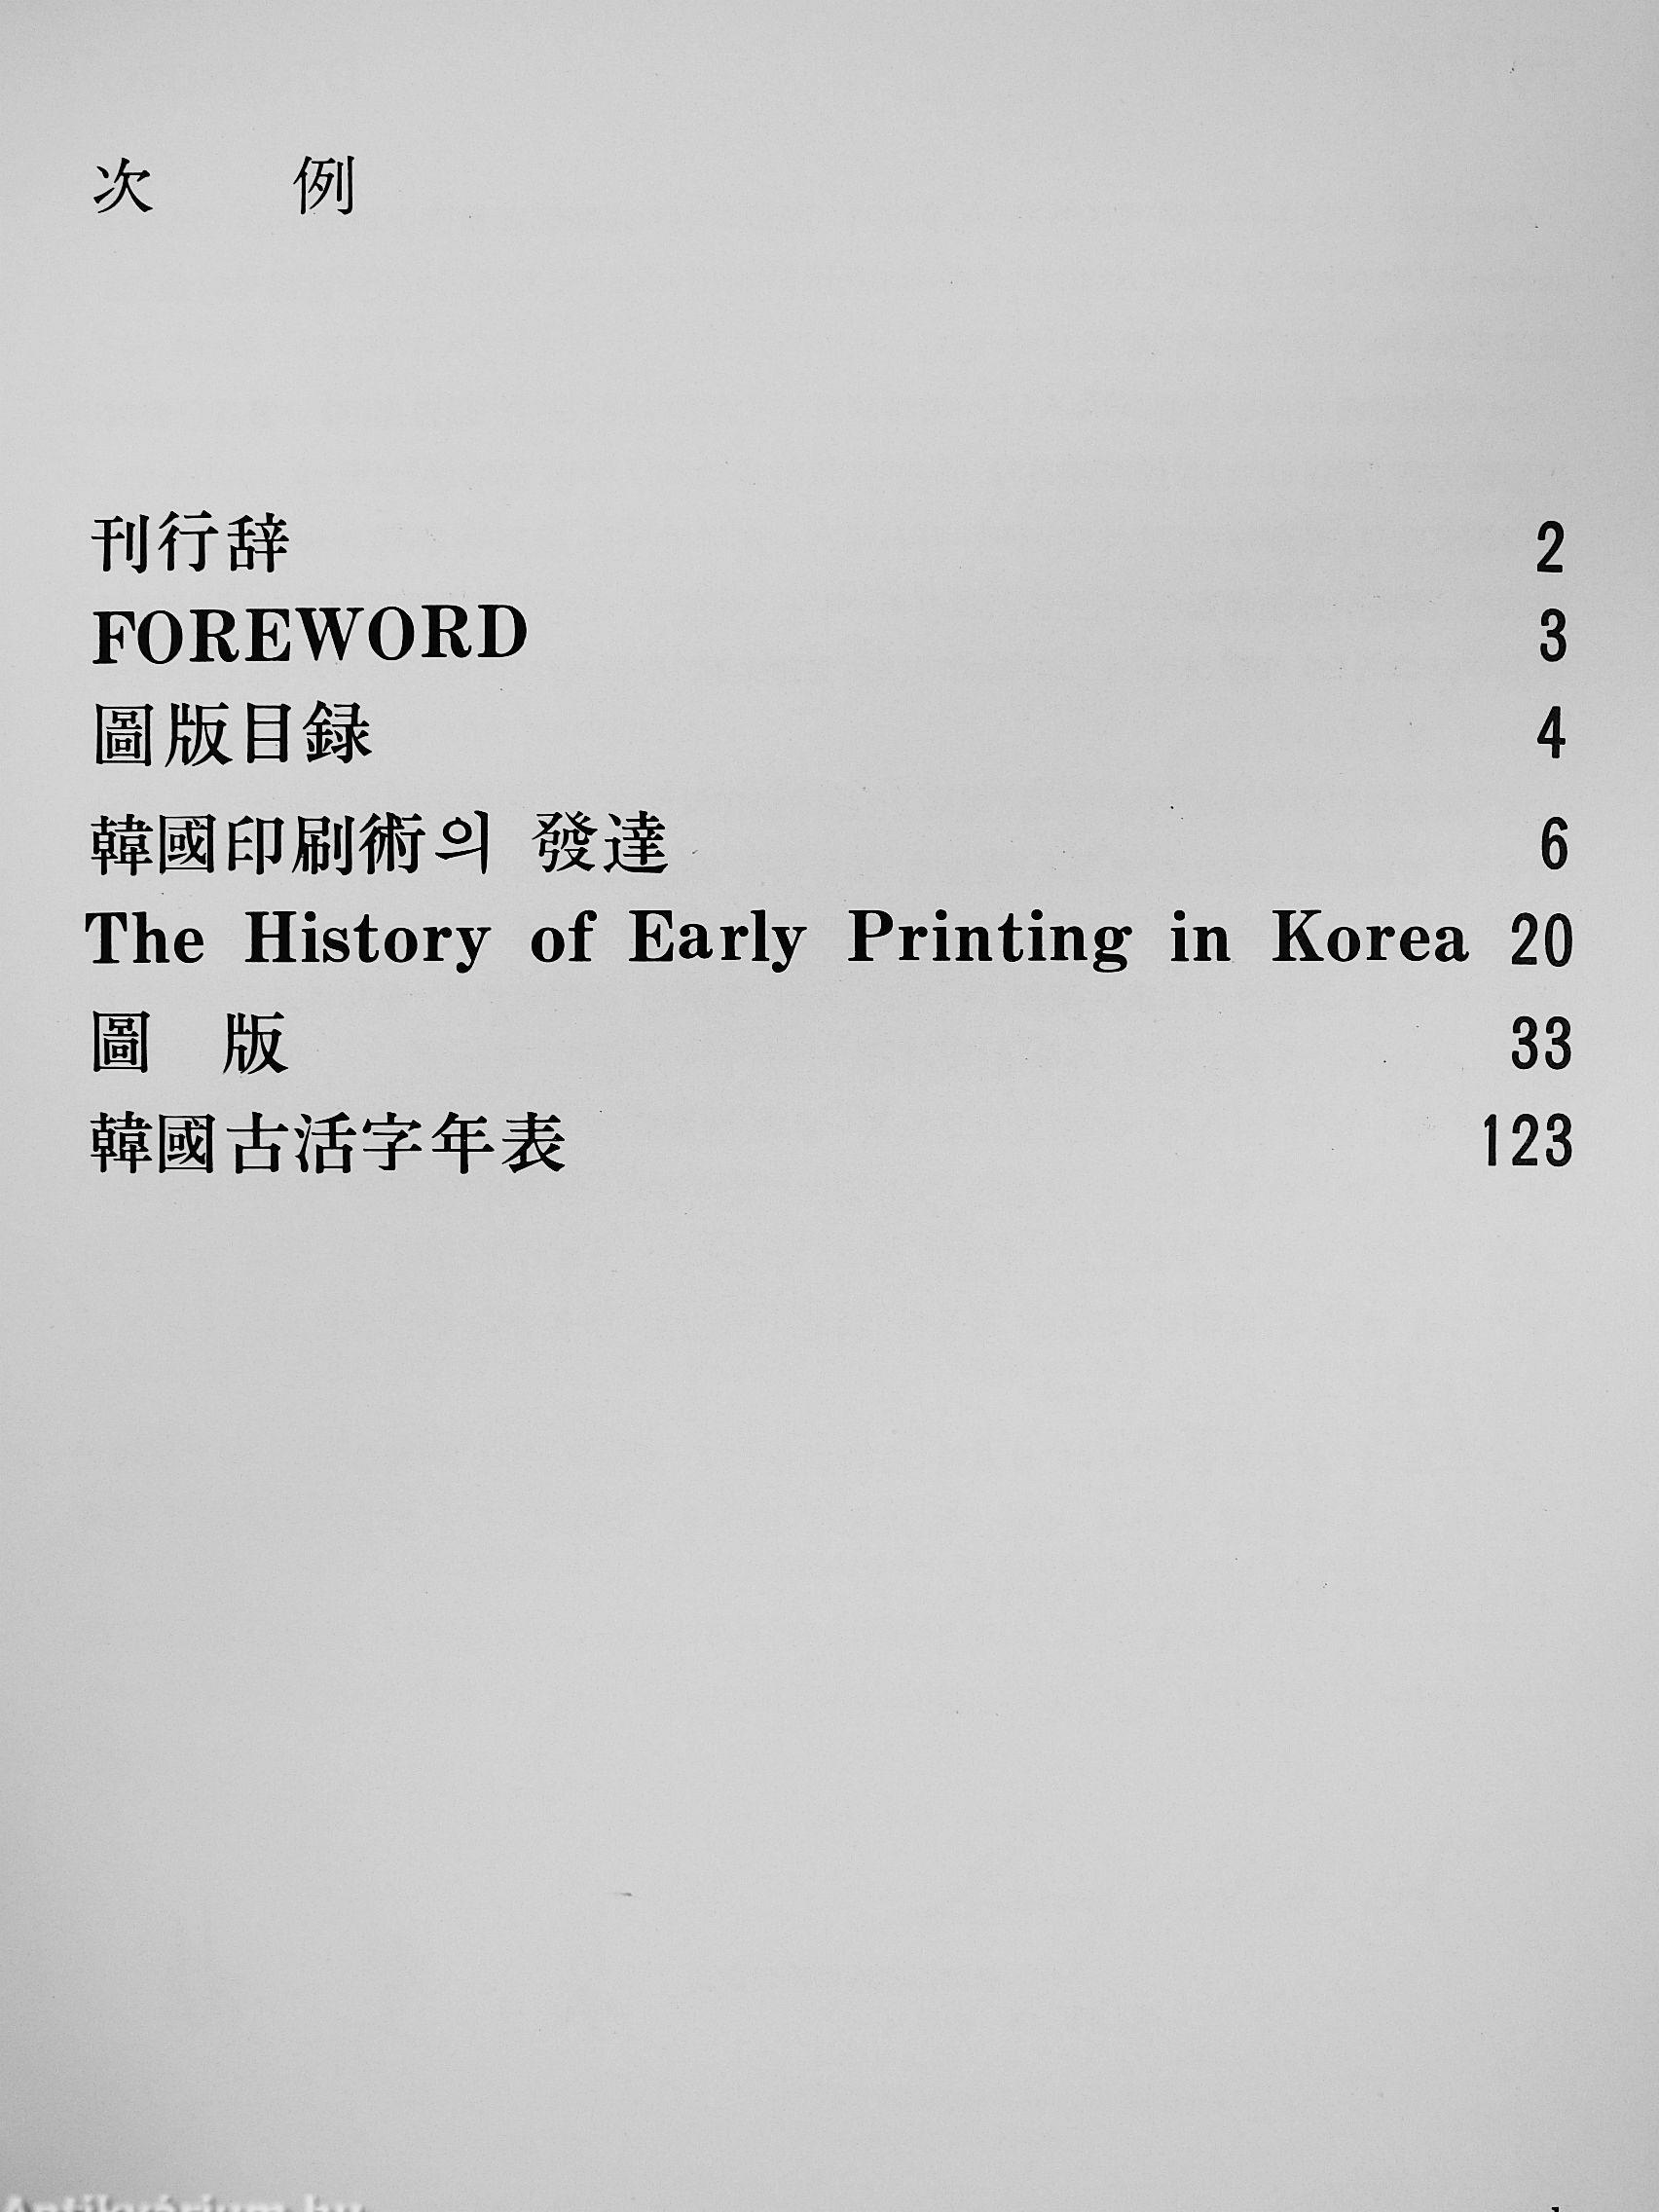 次 例
刊行辞 2
FOREWORD 3
圖版目録 4
韓國印刷術의 發達 6
The History of Early Printing in Korea 20
圖 版 33
韓國古活字年表 123